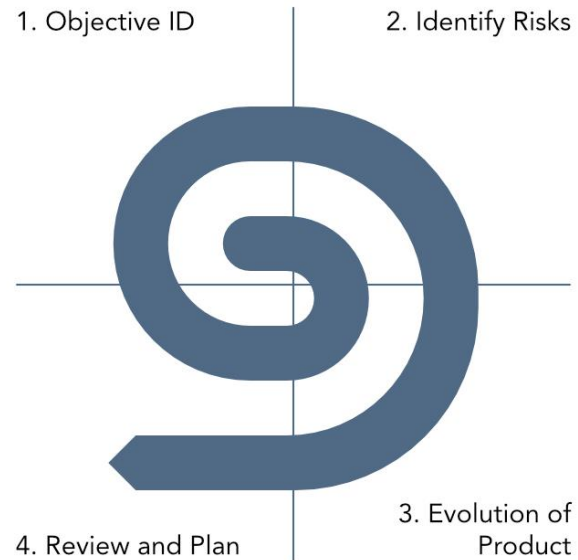 1. Objective ID
2. Identify Risks
3. Evolution of
Product
4. Review and Plan